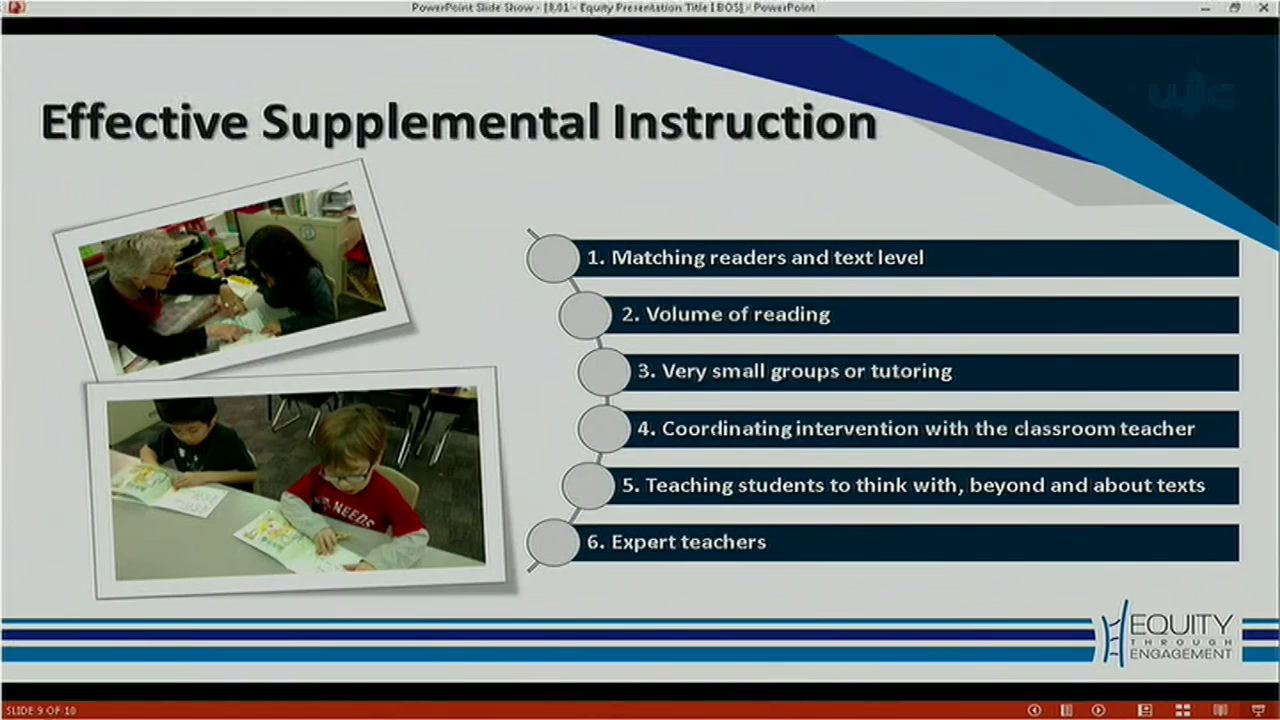 PowerPoint Slide Show - [8.01 - Equity Presentation Title I BOS] - PowerPoint
Effective Supplemental Instruction
1. Matching readers and text level
2. Volume of reading
3. Very small groups or tutoring
4. Coordinating intervention with the classroom teacher
5. Teaching students to think with, beyond and about texts
6. Expert teachers
EQUITY
THROUGH
ENGAGEMENT
SLIDE 9 OF 10